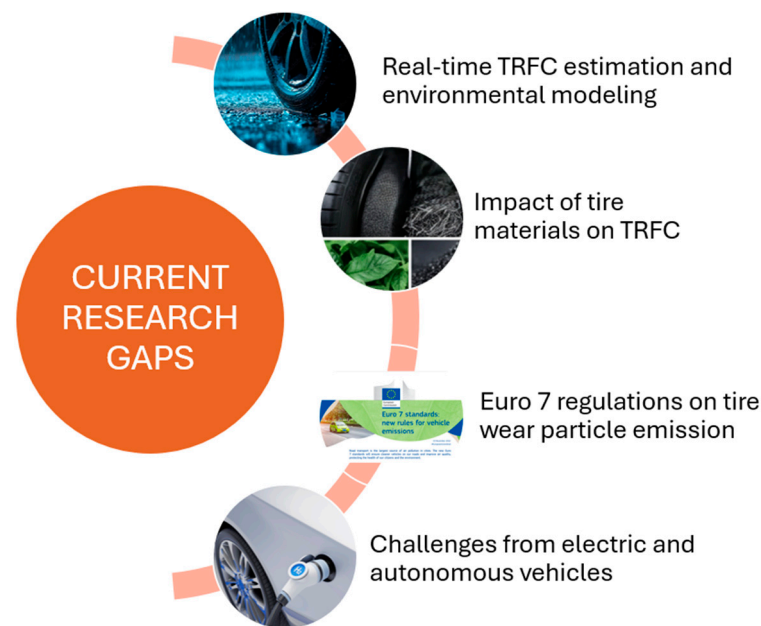 Real-time TRFC estimation and
environmental modeling
Impact of tire
materials on TRFC
CURRENT
RESEARCH
GAPS
Euro 7 standards:
new rules for vehicle
emissions
Euro 7 regulations on tire
wear particle emission
Challenges from electric and
autonomous vehicles